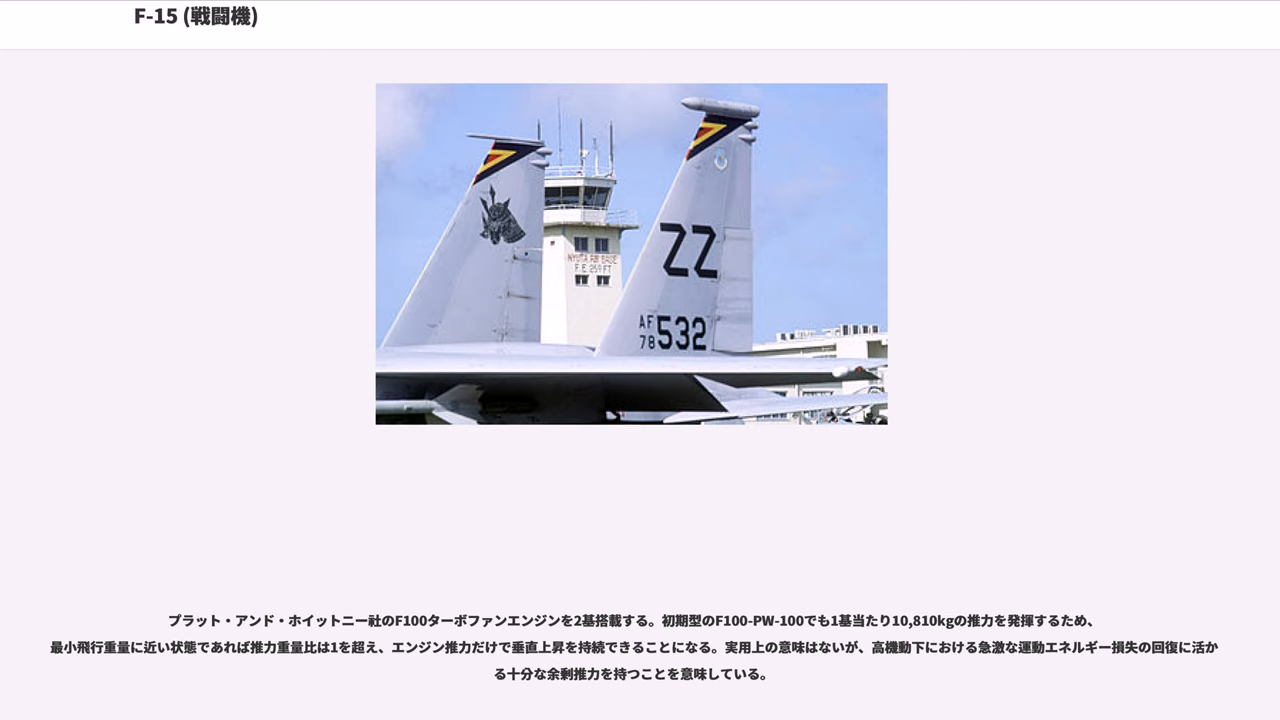 F-15 (戦闘機)
NYUTA AIR BASE
F.E. 259 FT
ZZ
AF
78
532
プラット・アンド・ホイットニー社のF100ターボファンエンジンを2基搭載する。初期型のF100-PW-100でも1基当たり10,810kgの推力を発揮するため、
最小飛行重量に近い状態であれば推力重量比は1を超え、エンジン推力だけで垂直上昇を持続できることになる。実用上の意味はないが、高機動下における急激な運動エネルギー損失の回復に活か
る十分な余剰推力を持つことを意味している。